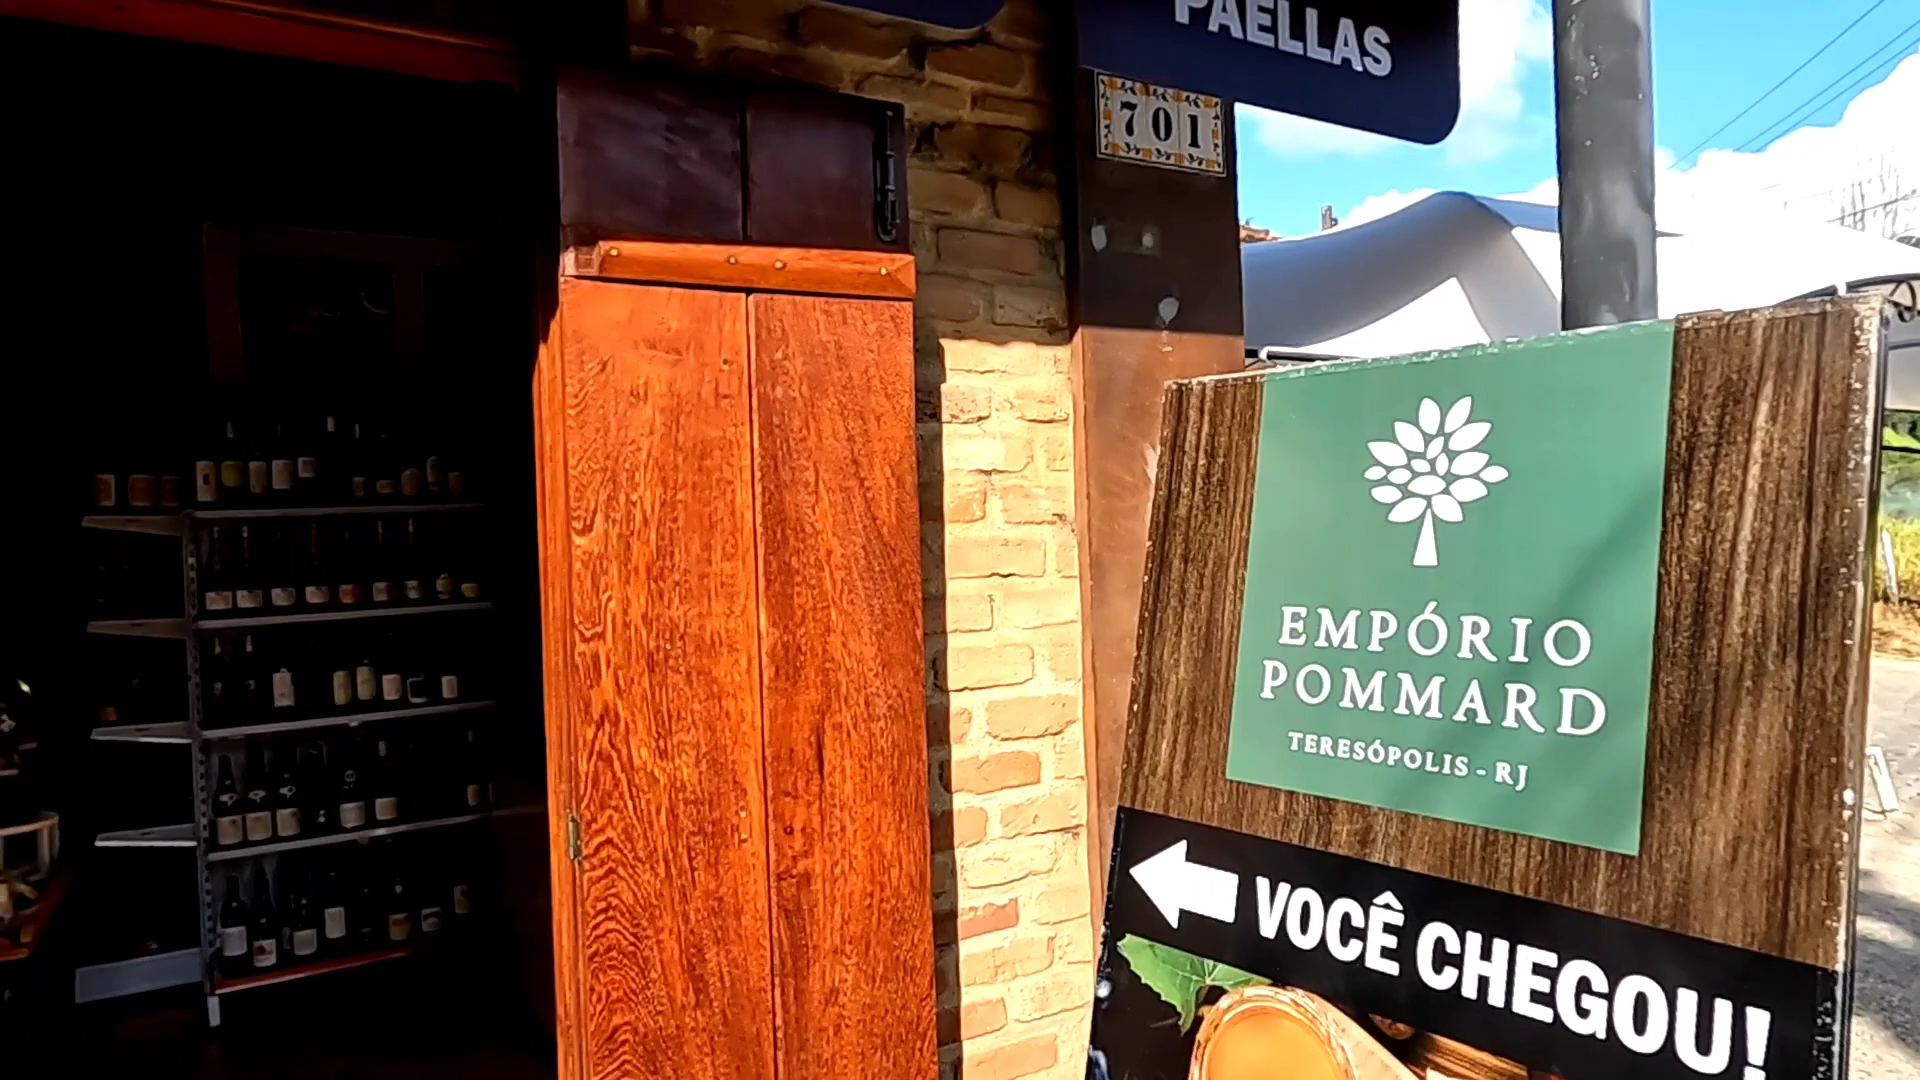 PAELLAS
701
EMPÓRIO
POMMARD
TERESÓPOLIS - RJ
VOCÊ CHEGOU!